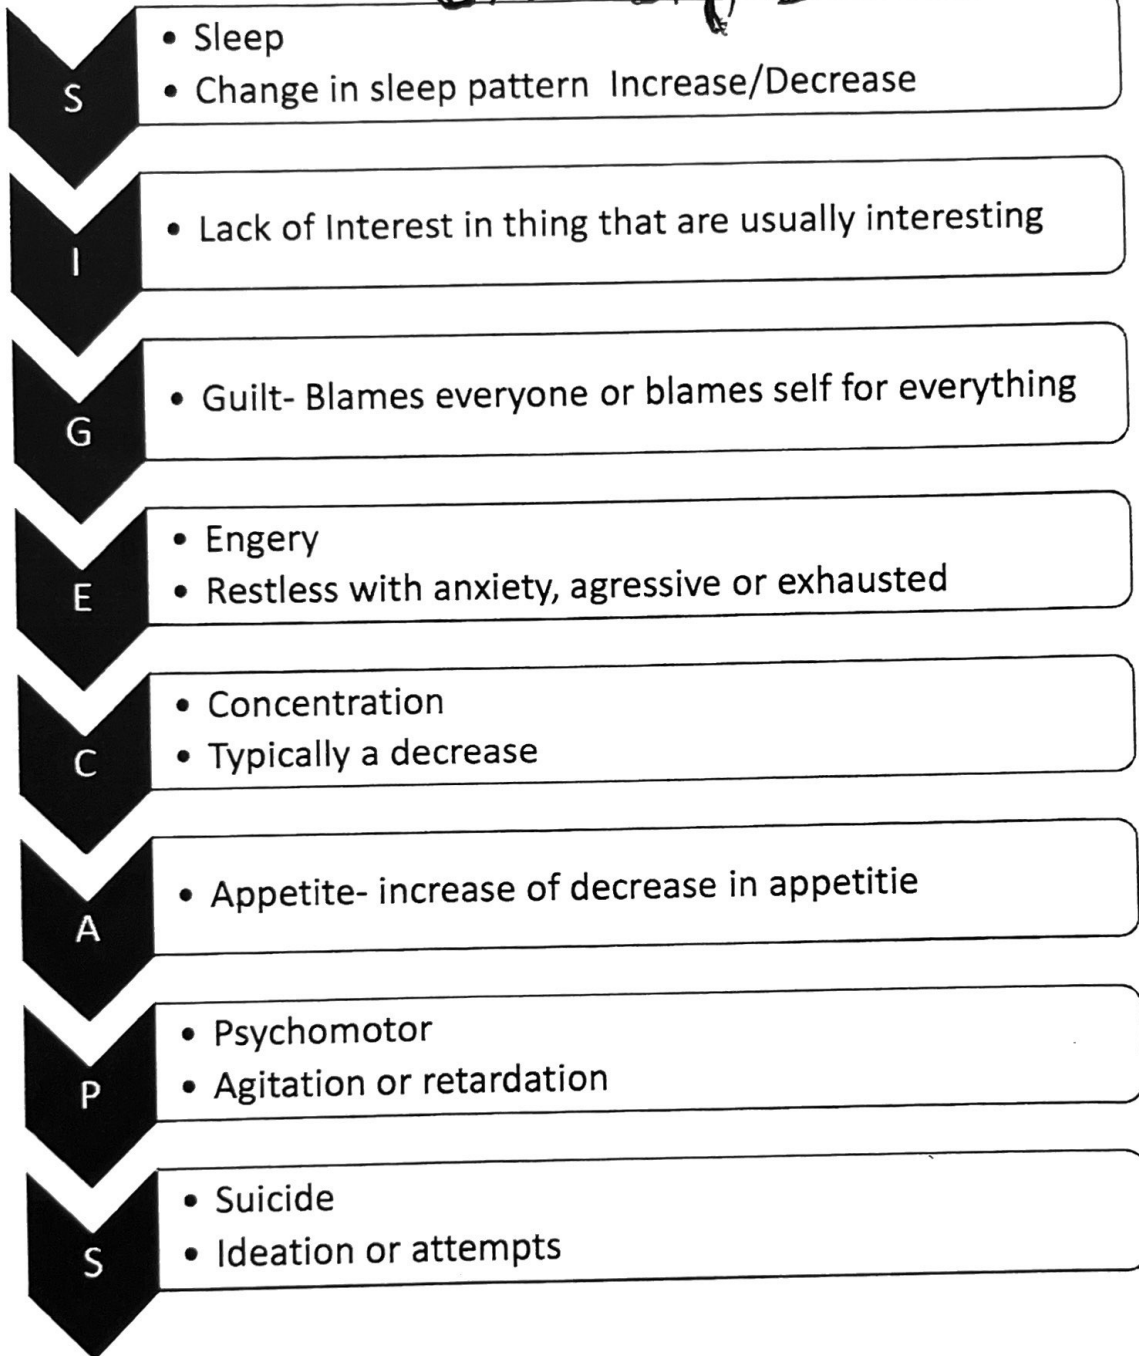 S
• Sleep
• Change in sleep pattern Increase/Decrease
I
• Lack of Interest in thing that are usually interesting
G
• Guilt- Blames everyone or blames self for everything
E
• Engery
• Restless with anxiety, agressive or exhausted
C
• Concentration
• Typically a decrease
A
• Appetite- increase of decrease in appetitie
P
• Psychomotor
• Agitation or retardation
S
• Suicide
• Ideation or attempts